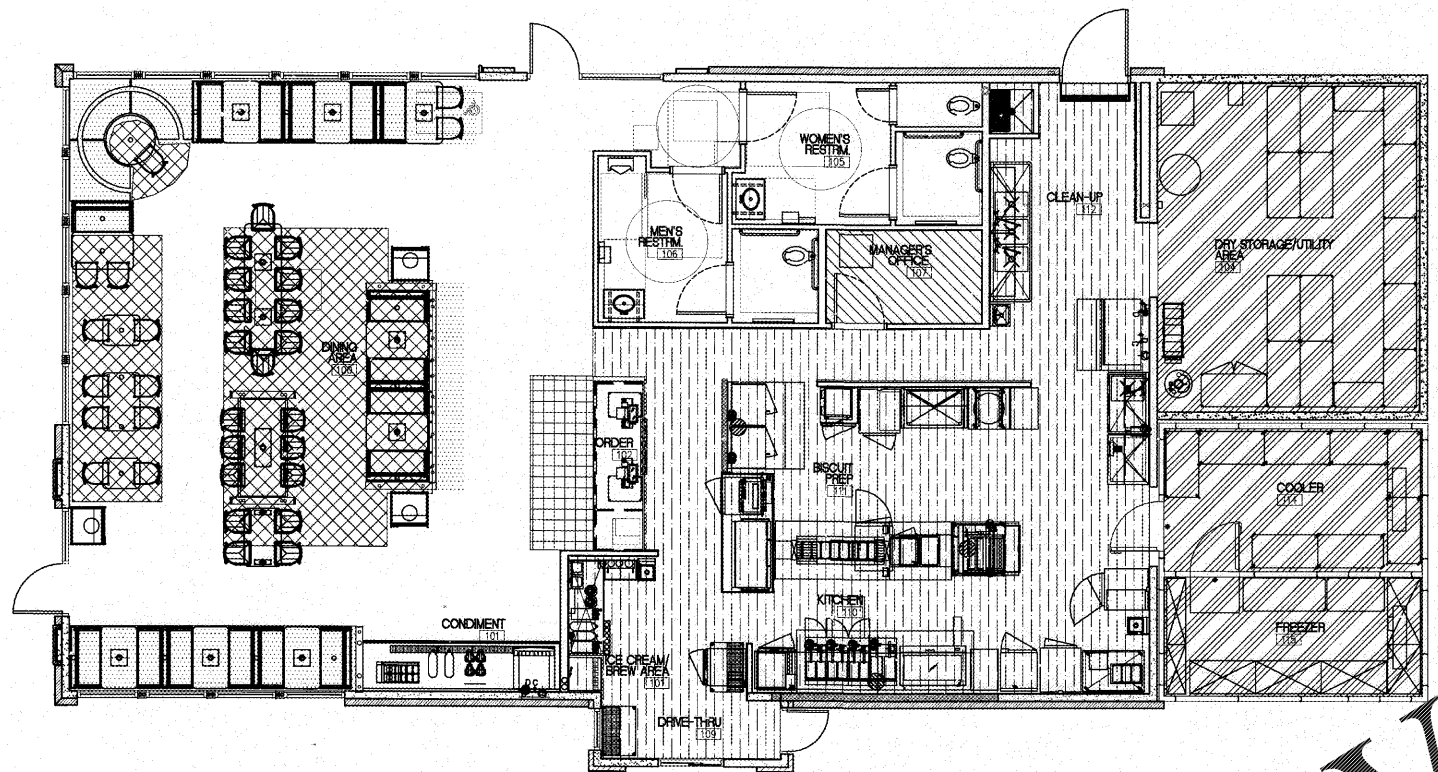 WOMEN'S
RESTRM.
105
CLEAN-UP
112
MEN'S
RESTRM.
106
MANAGER'S
OFFICE
107
DRY STORAGE/UTILITY
AREA
DINING
AREA
100
ORDER
102
BISCUIT
PREP
111
COOLER
114
KITCHEN
110
CONDIMENT
101
FREEZER
115
ICE CREAM/
BREW AREA
101
DRIVE-THRU
109